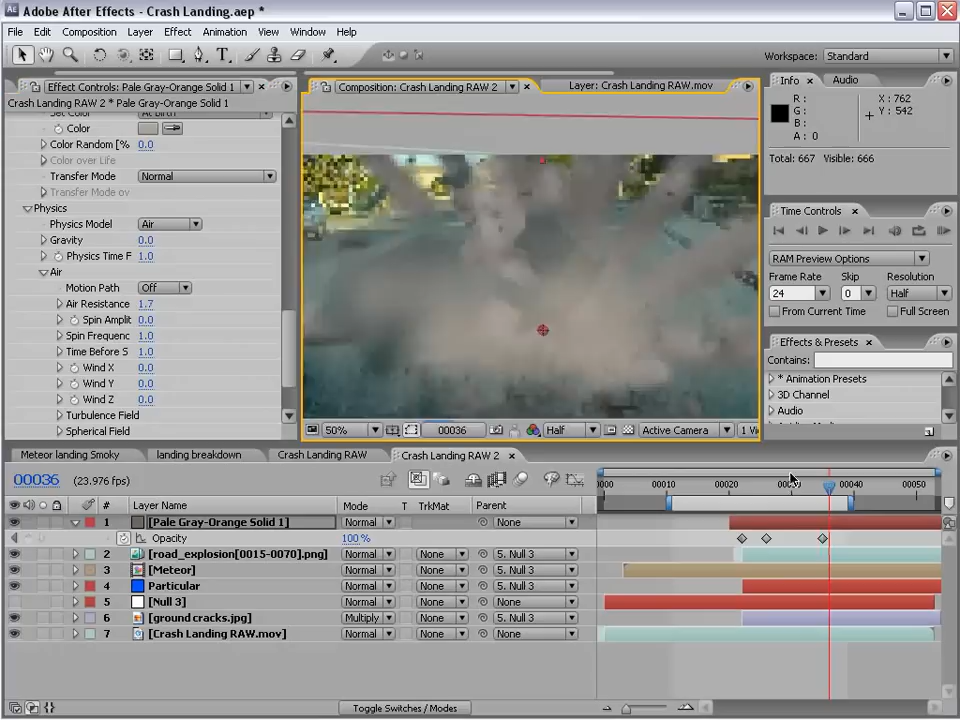 Adobe After Effects - Crash Landing.aep *
File Edit Composition Layer Effect Animation View Window Help
Workspace: Standard
Effect Controls: Pale Gray-Orange Solid 1
Composition: Crash Landing RAW 2
Layer: Crash Landing RAW.mov
Info Audio
Crash Landing RAW 2 * Pale Gray-Orange Solid 1
R :
G :
B :
A : 0
X : 762
Y : 542
Total: 667 Visible: 666
Color
Color Random [% 0.0
Color over Life
Transfer Mode Normal
Transfer Mode ov
Physics
Physics Model Air
Gravity 0.0
Physics Time F 1.0
Air
Motion Path Off
Air Resistance 1.7
Spin Amplit 0.0
Spin Frequenc 1.0
Time Before S 1.0
Wind X 0.0
Wind Y 0.0
Wind Z 0.0
Turbulence Field
Spherical Field
50% 00036 Half Active Camera 1 Vi
Time Controls
RAM Preview Options
Frame Rate Skip Resolution
24 0 Half
From Current Time Full Screen
Effects & Presets
Contains:
* Animation Presets
3D Channel
Audio
Meteor landing Smoky landing breakdown Crash Landing RAW Crash Landing RAW 2
00036 (23.976 fps)
0000 00010 00020 00030 00040 00050
# Layer Name Mode T TrkMat Parent
1 [Pale Gray-Orange Solid 1] Normal None
Opacity 100 %
2 [road_explosion[0015-0070].png] Normal None 5. Null 3
3 [Meteor] Normal None 5. Null 3
4 Particular Normal None 5. Null 3
5 [Null 3] Normal None None
6 [ground cracks.jpg] Multiply None 5. Null 3
7 [Crash Landing RAW.mov] Normal None 5. Null 3
Toggle Switches / Modes